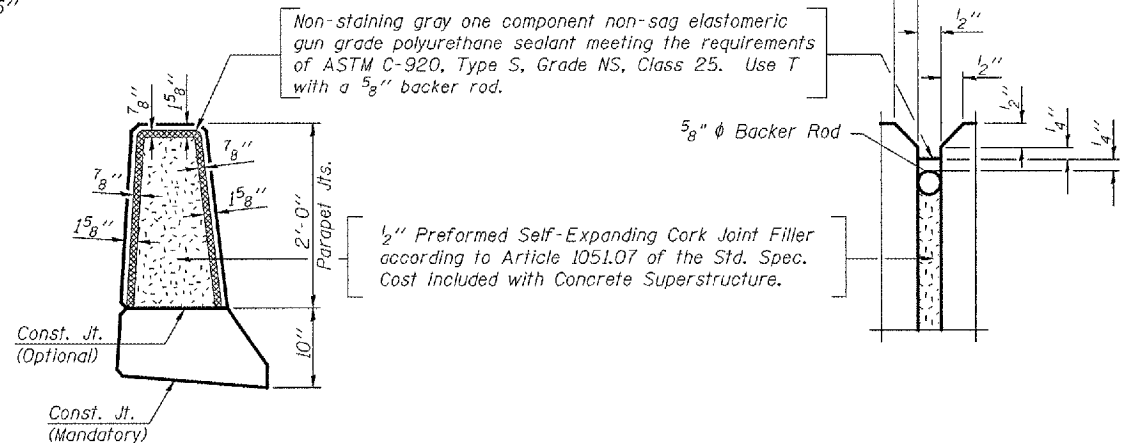 Non-staining gray one component non-sag elastomeric
gun grade polyurethane sealant meeting the requirements
of ASTM C-920, Type S, Grade NS, Class 25. Use T
with a 5/8" backer rod.
1/2"
1/2"
1/2"
1/4"
1/4"
5/8" ϕ Backer Rod
7/8"
1 5/8"
7/8"
7/8"
1 5/8"
1 5/8"
2'-0"
Parapet Jts.
1/2" Preformed Self-Expanding Cork Joint Filler
according to Article 1051.07 of the Std. Spec.
Cost included with Concrete Superstructure.
Const. Jt.
(Optional)
10"
Const. Jt.
(Mandatory)